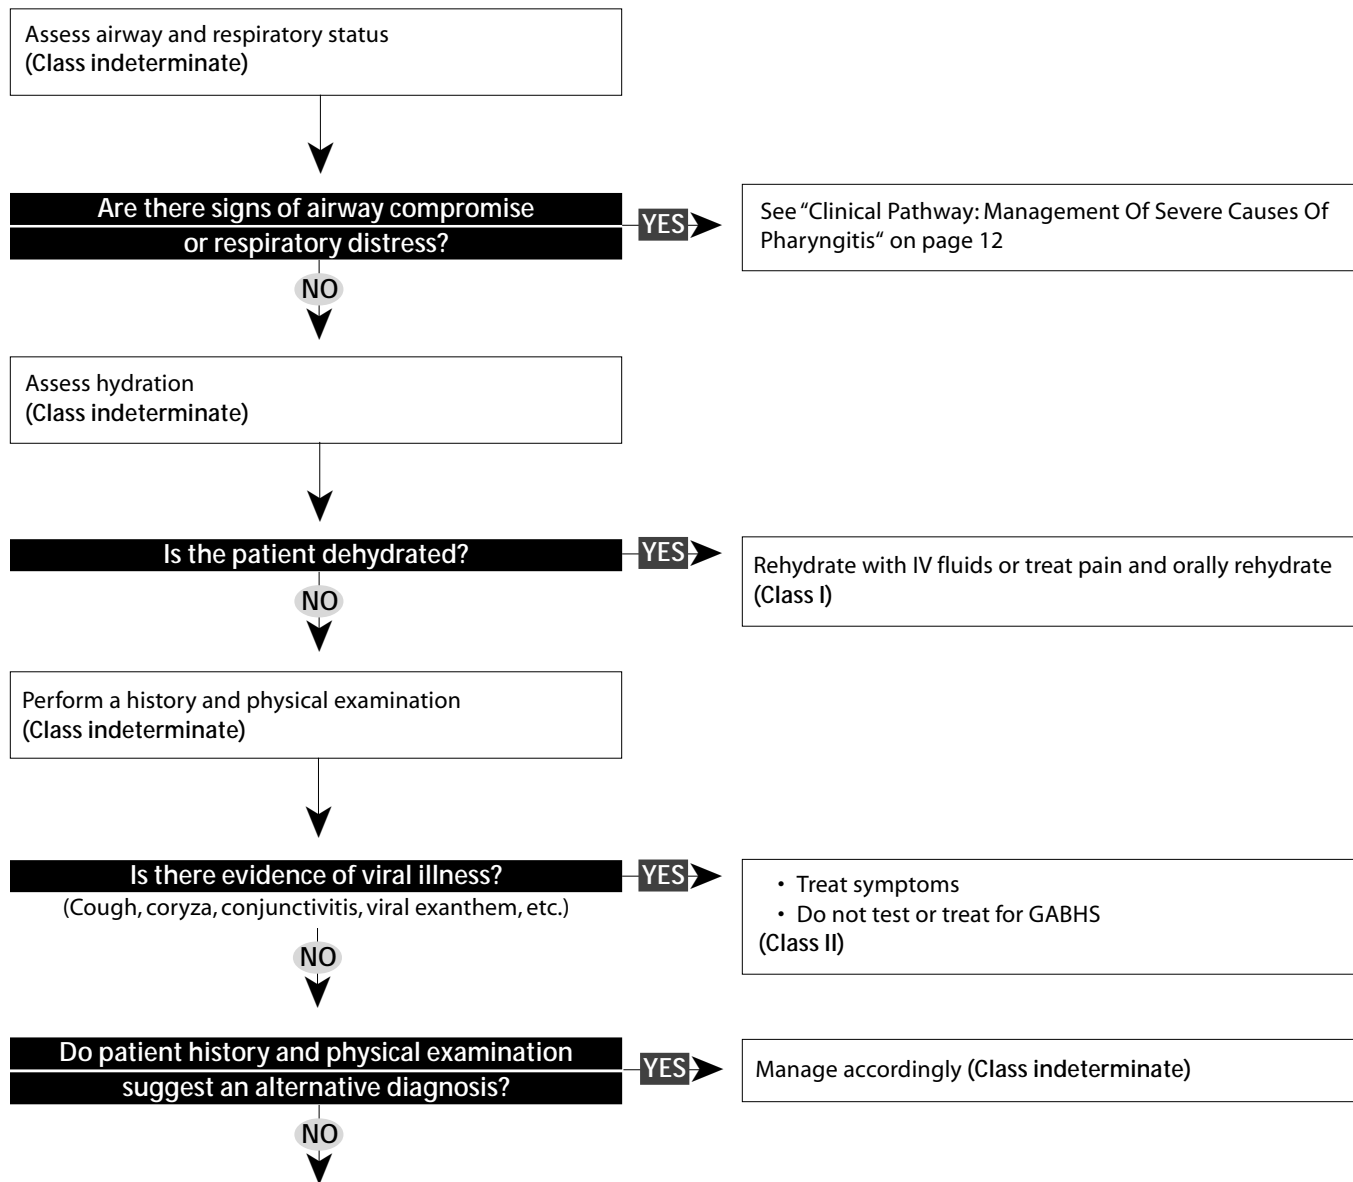 Assess airway and respiratory status
(Class indeterminate)
Are there signs of airway compromise
or respiratory distress?
YES
See “Clinical Pathway: Management Of Severe Causes Of
Pharyngitis“ on page 12
NO
Assess hydration
(Class indeterminate)
Is the patient dehydrated?
YES
Rehydrate with IV fluids or treat pain and orally rehydrate
(Class I)
NO
Perform a history and physical examination
(Class indeterminate)
Is there evidence of viral illness?
(Cough, coryza, conjunctivitis, viral exanthem, etc.)
YES
• Treat symptoms
• Do not test or treat for GABHS
(Class II)
NO
Do patient history and physical examination
suggest an alternative diagnosis?
YES
Manage accordingly (Class indeterminate)
NO